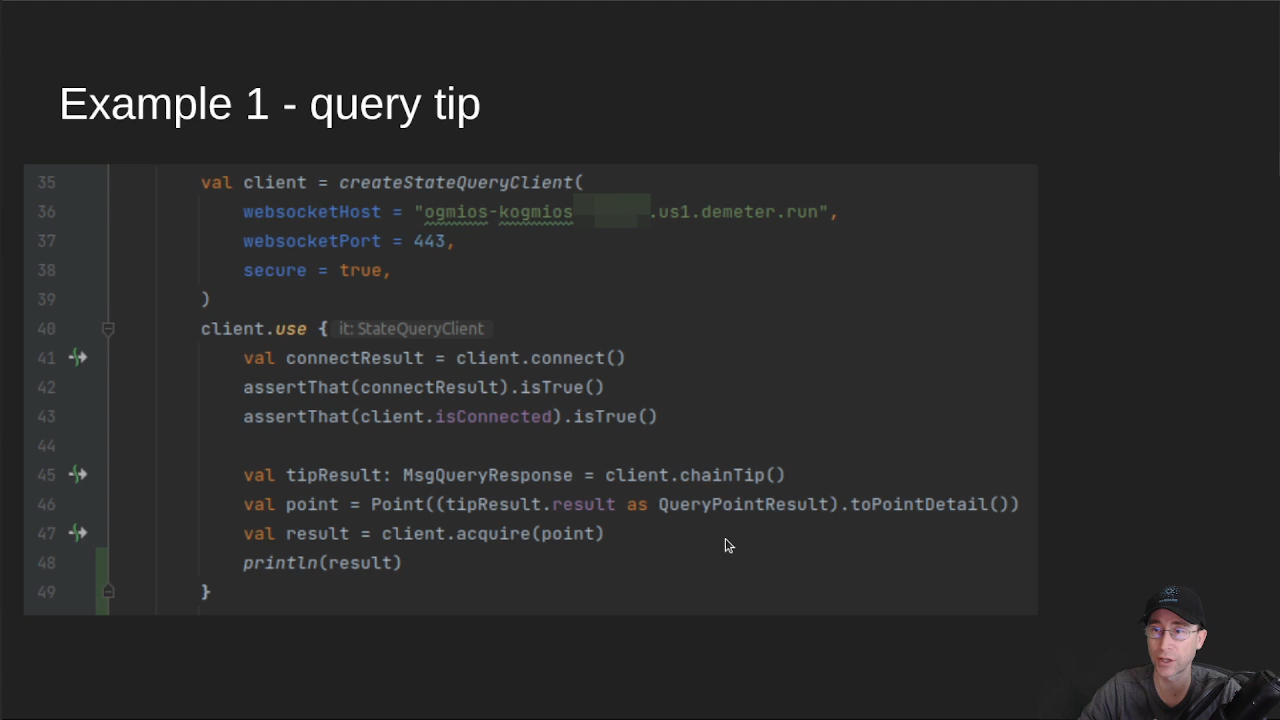 Example 1 - query tip
35 val client = createStateQueryClient(
36 websocketHost = "ogmios-kogmios .us1.demeter.run",
37 websocketPort = 443,
38 secure = true,
39 )
40 client.use { it: StateQueryClient
41 val connectResult = client.connect()
42 assertThat(connectResult).isTrue()
43 assertThat(client.isConnected).isTrue()
44
45 val tipResult: MsgQueryResponse = client.chainTip()
46 val point = Point((tipResult.result as QueryPointResult).toPointDetail())
47 val result = client.acquire(point)
48 println(result)
49 }